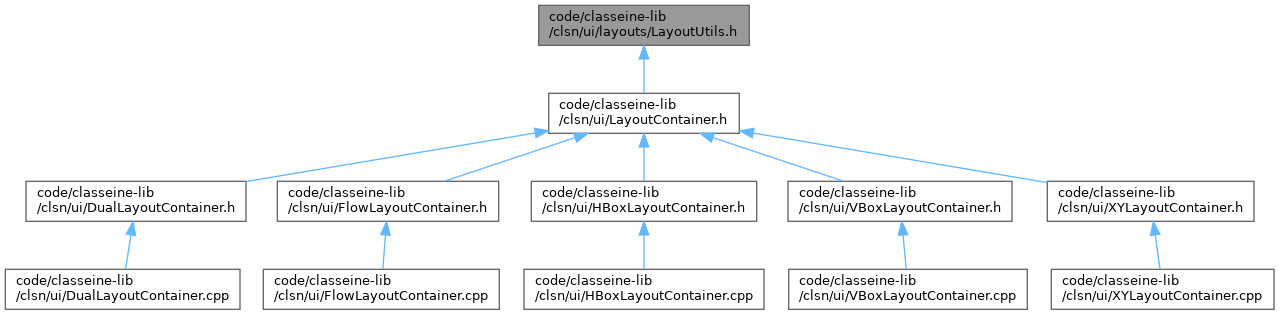 code/classeine-lib
/clsn/ui/layouts/LayoutUtils.h
code/classeine-lib
/clsn/ui/LayoutContainer.h
code/classeine-lib
/clsn/ui/DualLayoutContainer.h
code/classeine-lib
/clsn/ui/FlowLayoutContainer.h
code/classeine-lib
/clsn/ui/HBoxLayoutContainer.h
code/classeine-lib
/clsn/ui/VBoxLayoutContainer.h
code/classeine-lib
/clsn/ui/XYLayoutContainer.h
code/classeine-lib
/clsn/ui/DualLayoutContainer.cpp
code/classeine-lib
/clsn/ui/FlowLayoutContainer.cpp
code/classeine-lib
/clsn/ui/HBoxLayoutContainer.cpp
code/classeine-lib
/clsn/ui/VBoxLayoutContainer.cpp
code/classeine-lib
/clsn/ui/XYLayoutContainer.cpp